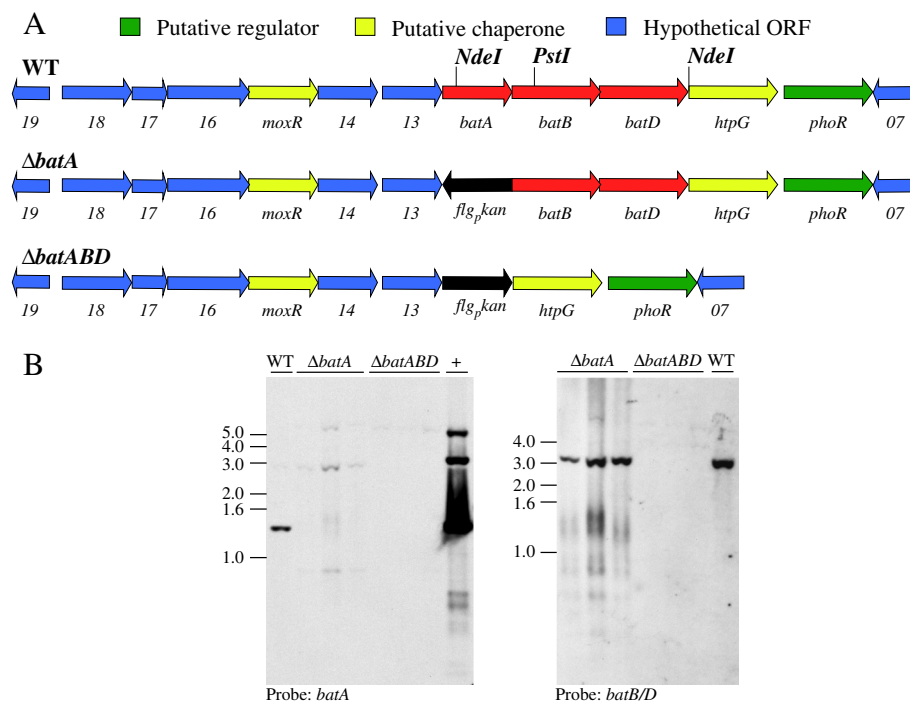 A
Putative regulator Putative chaperone Hypothetical ORF
WT NdeI PstI NdeI
19 18 17 16 moxR 14 13 batA batB batD htpG phoR 07
ΔbatA
19 18 17 16 moxR 14 13 flgpkan batB batD htpG phoR 07
ΔbatABD
19 18 17 16 moxR 14 13 flgpkan htpG phoR 07
B
WT ΔbatA ΔbatABD +
5.0
4.0
3.0
2.0
1.6
1.0
Probe: batA
ΔbatA ΔbatABD WT
4.0
3.0
2.0
1.6
1.0
Probe: batB/D